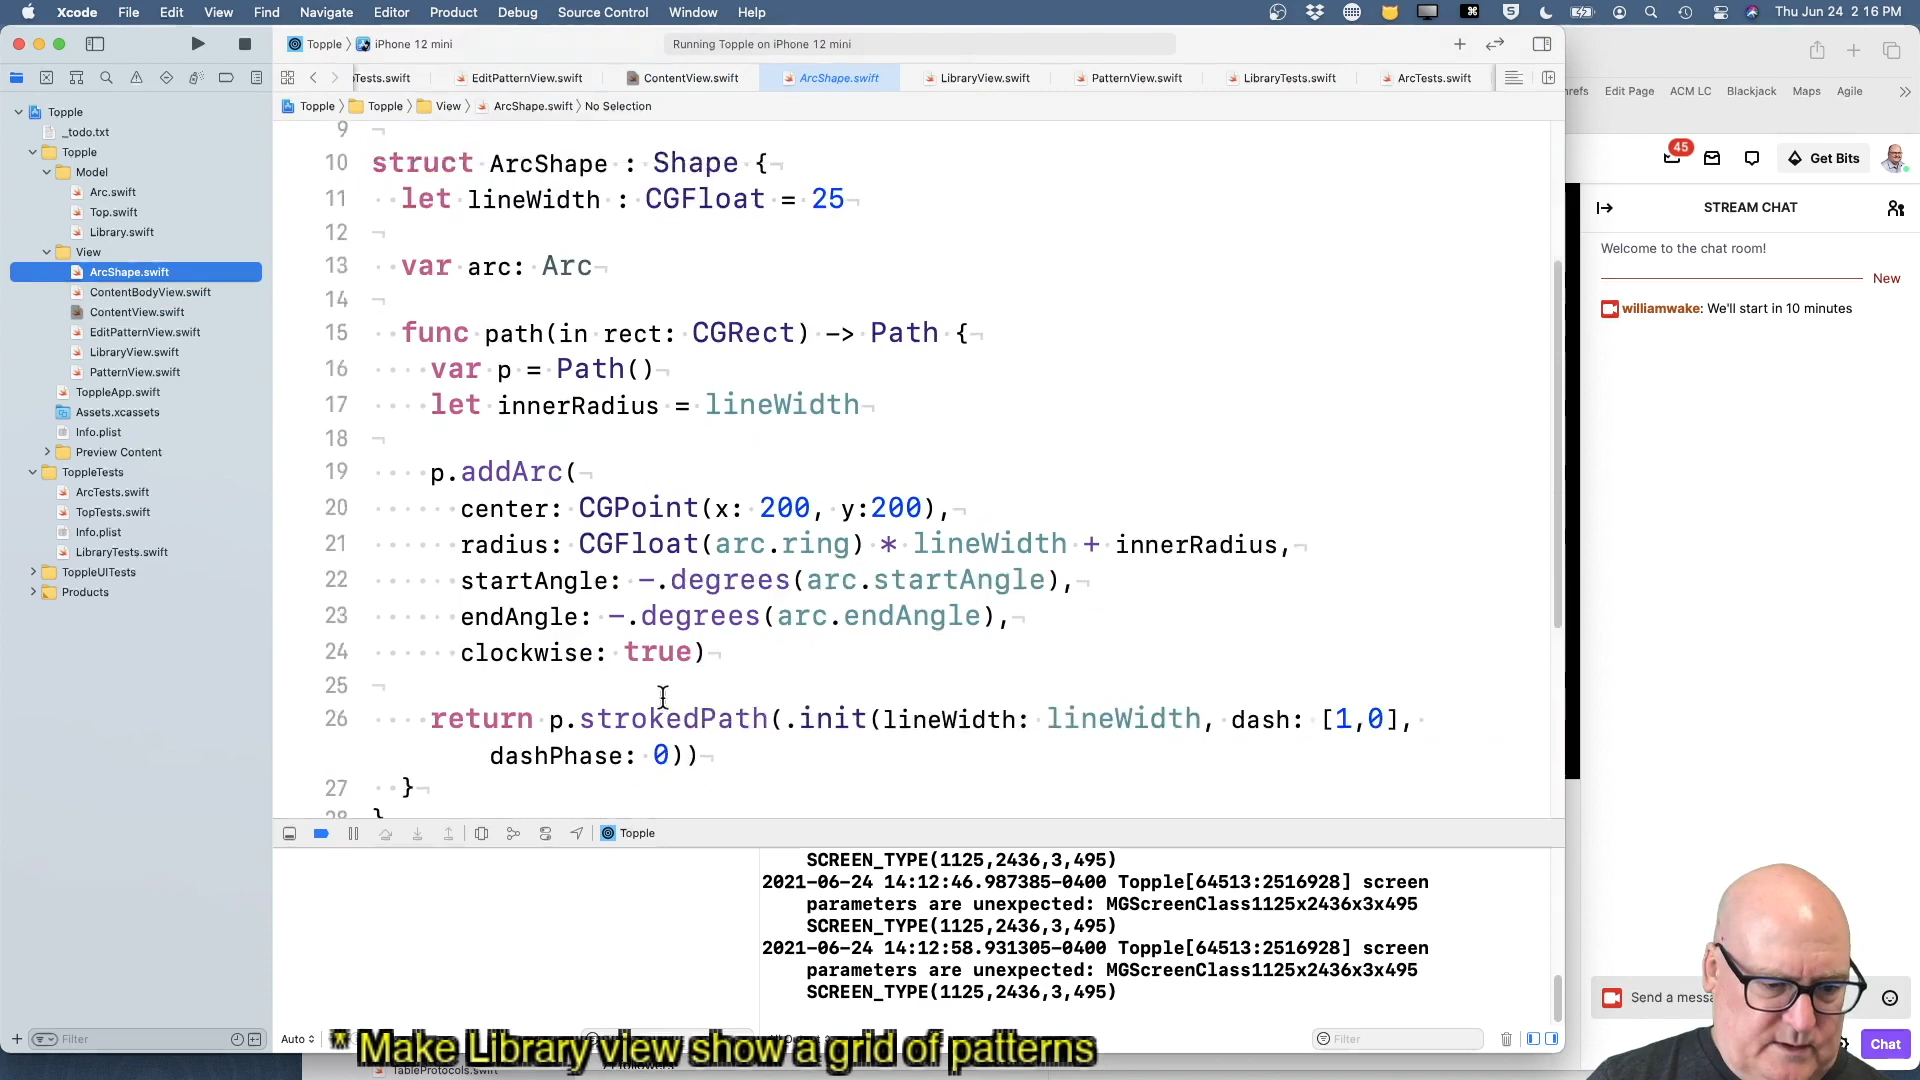 Xcode File Edit View Find Navigate Editor Product Debug Source Control Window Help Thu Jun 24 2:16 PM
Topple iPhone 12 mini Running Topple on iPhone 12 mini
Tests.swift EditPatternView.swift ContentView.swift ArcShape.swift LibraryView.swift PatternView.swift LibraryTests.swift ArcTests.swift
Edit Page ACM LC Blackjack Maps Agile
Topple Topple View ArcShape.swift No Selection
Topple
_todo.txt
Topple
Model
Arc.swift
Top.swift
Library.swift
View
ArcShape.swift
ContentBodyView.swift
ContentView.swift
EditPatternView.swift
LibraryView.swift
PatternView.swift
ToppleApp.swift
Assets.xcassets
Info.plist
Preview Content
ToppleTests
ArcTests.swift
TopTests.swift
Info.plist
LibraryTests.swift
ToppleUITests
Products
Filter
9
10 struct ArcShape : Shape {
11 let lineWidth : CGFloat = 25
12
13 var arc: Arc
14
15 func path(in rect: CGRect) -> Path {
16 var p = Path()
17 let innerRadius = lineWidth
18
19 p.addArc(
20 center: CGPoint(x: 200, y:200),
21 radius: CGFloat(arc.ring) * lineWidth + innerRadius,
22 startAngle: -.degrees(arc.startAngle),
23 endAngle: -.degrees(arc.endAngle),
24 clockwise: true)
25
26 return p.strokedPath(.init(lineWidth: lineWidth, dash: [1,0],
dashPhase: 0))
27 }
28 }
Topple
SCREEN_TYPE(1125,2436,3,495)
2021-06-24 14:12:46.987385-0400 Topple[64513:2516928] screen
parameters are unexpected: MGScreenClass1125x2436x3x495
SCREEN_TYPE(1125,2436,3,495)
2021-06-24 14:12:58.931305-0400 Topple[64513:2516928] screen
parameters are unexpected: MGScreenClass1125x2436x3x495
SCREEN_TYPE(1125,2436,3,495)
Auto
Filter
* Make Library view show a grid of patterns
TableProtocols.swift
45
Get Bits
STREAM CHAT
Welcome to the chat room!
New
williamwake: We'll start in 10 minutes
Send a messa
Chat